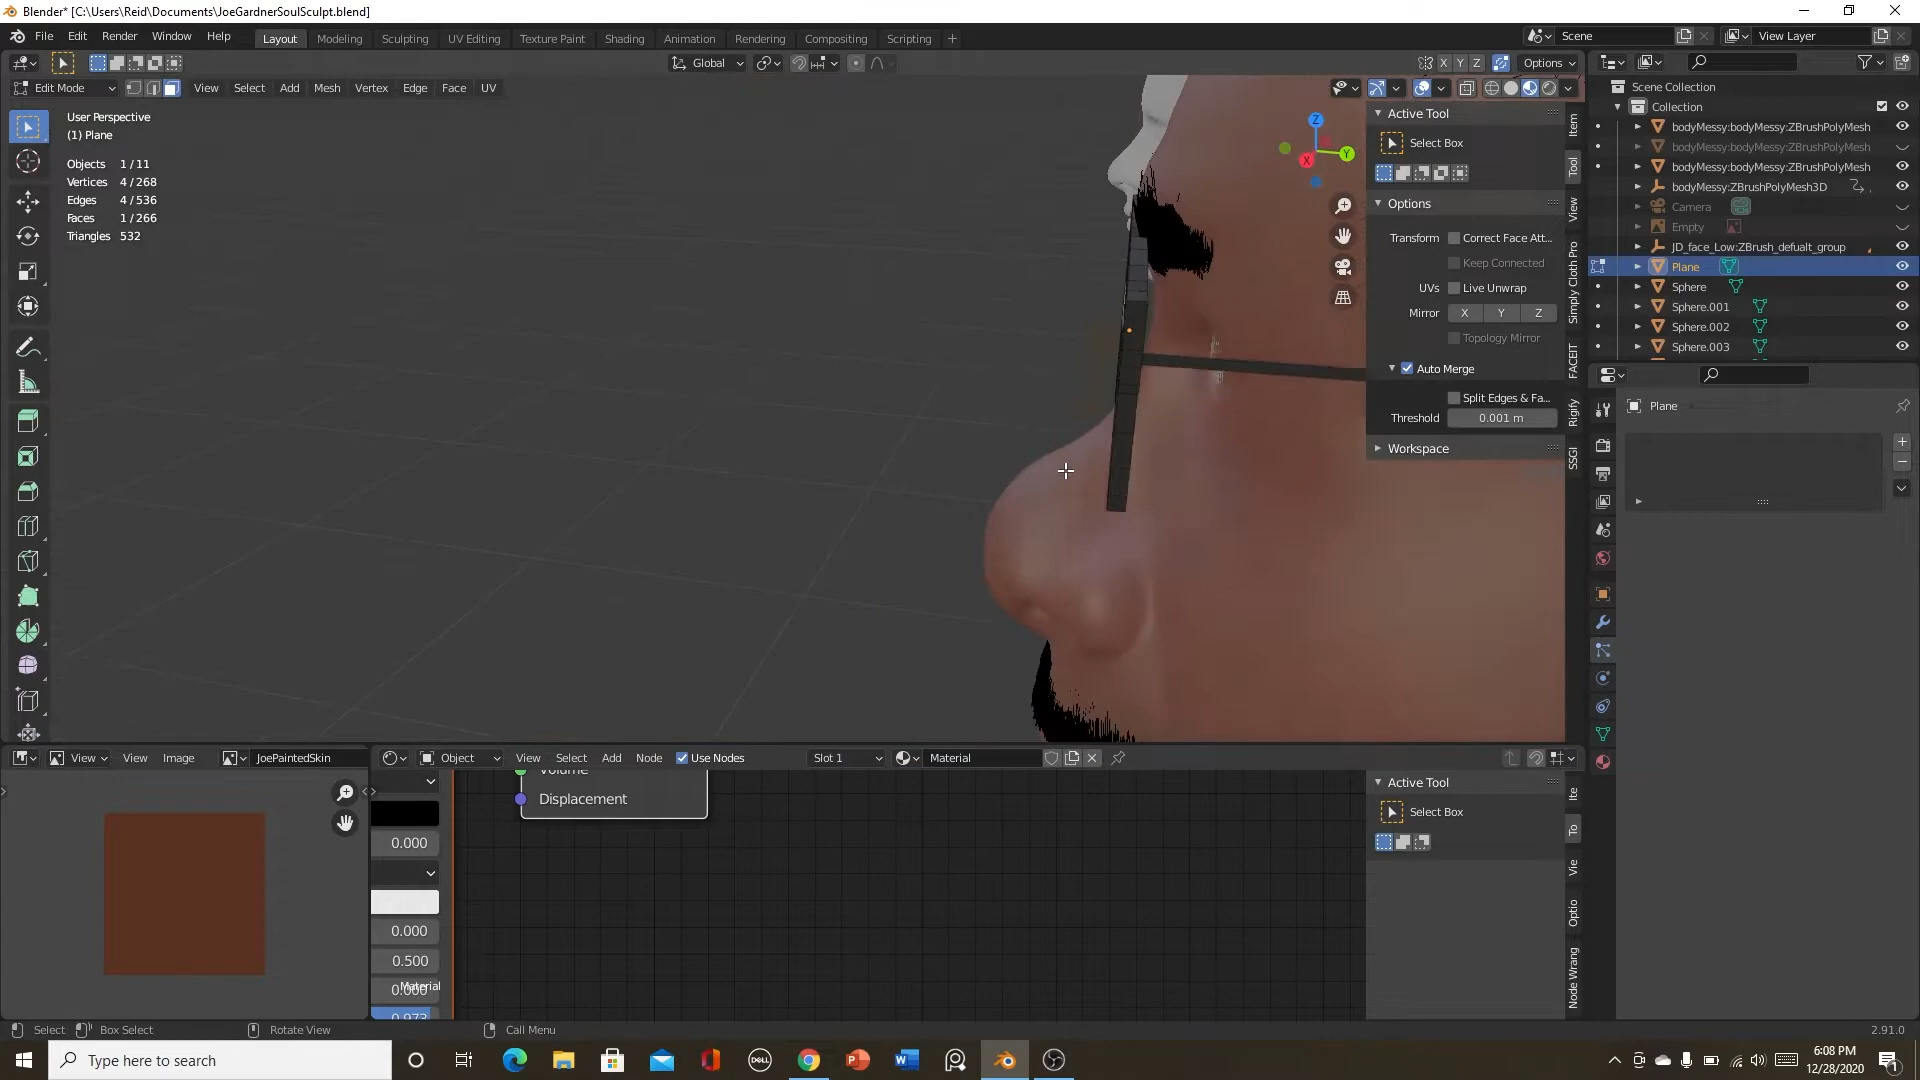 Blender* [C:\Users\Reid\Documents\JoeGardnerSoulSculpt.blend]
File Edit Render Window Help Layout Modeling Sculpting UV Editing Texture Paint Shading Animation Rendering Compositing Scripting + Scene View Layer
Global X Y Z Options
Edit Mode View Select Add Mesh Vertex Edge Face UV
User Perspective
(1) Plane
Objects 1/11
Vertices 4/268
Edges 4/536
Faces 1/266
Triangles 532
Z
Y
X
Active Tool
Select Box
Options
Transform Correct Face Att...
Keep Connected
UVs Live Unwrap
Mirror X Y Z
Topology Mirror
Auto Merge
Split Edges & Fa...
Threshold 0.001 m
Workspace
Item
Tool
View
Simply Cloth Pro
FACEIT
Rigify
SSGI
Scene Collection
Collection
bodyMessy:bodyMessy:ZBrushPolyMesh
bodyMessy:bodyMessy:ZBrushPolyMesh
bodyMessy:bodyMessy:ZBrushPolyMesh
bodyMessy:ZBrushPolyMesh3D
Camera
Empty
JD_face_Low:ZBrush_defualt_group
Plane
Sphere
Sphere.001
Sphere.002
Sphere.003
Plane
View View Image JoePaintedSkin
Object View Select Add Node Use Nodes Slot 1 Material
Volume
Displacement
0.000
0.000
0.500
0.000
Material
0.973
Active Tool
Select Box
Ite
To
Vie
Optio
Node Wrang
Select Box Select Rotate View Call Menu 2.91.0
Type here to search
DELL
6:08 PM
12/28/2020
1